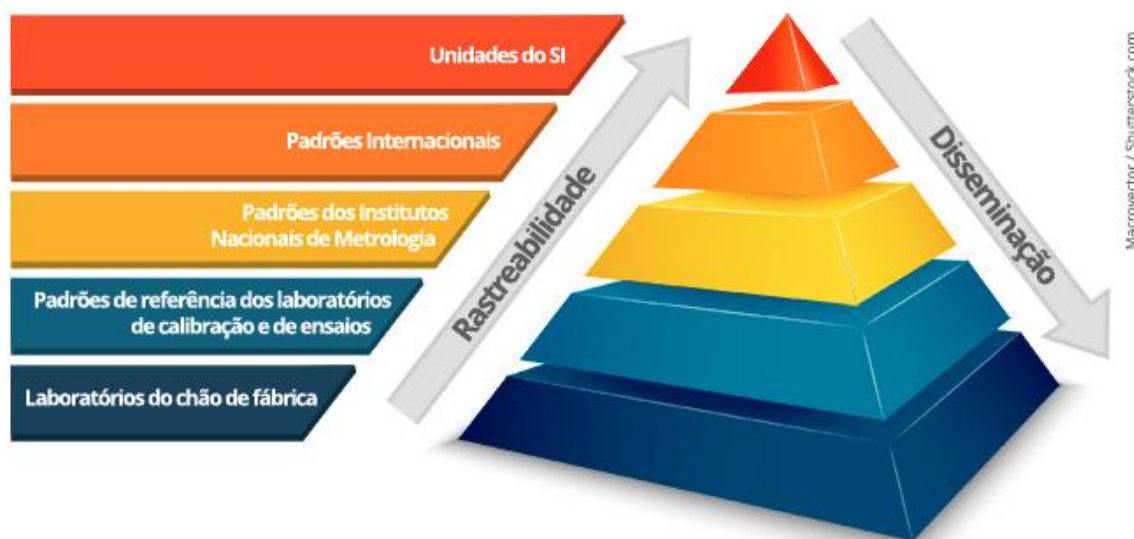 Unidades do SI
Padrões Internacionais
Padrões dos Institutos
Nacionais de Metrologia
Padrões de referência dos laboratórios
de calibração e de ensaios
Laboratórios do chão de fábrica
Rastreabilidade
Disseminação
Macrovector / Shutterstock.com